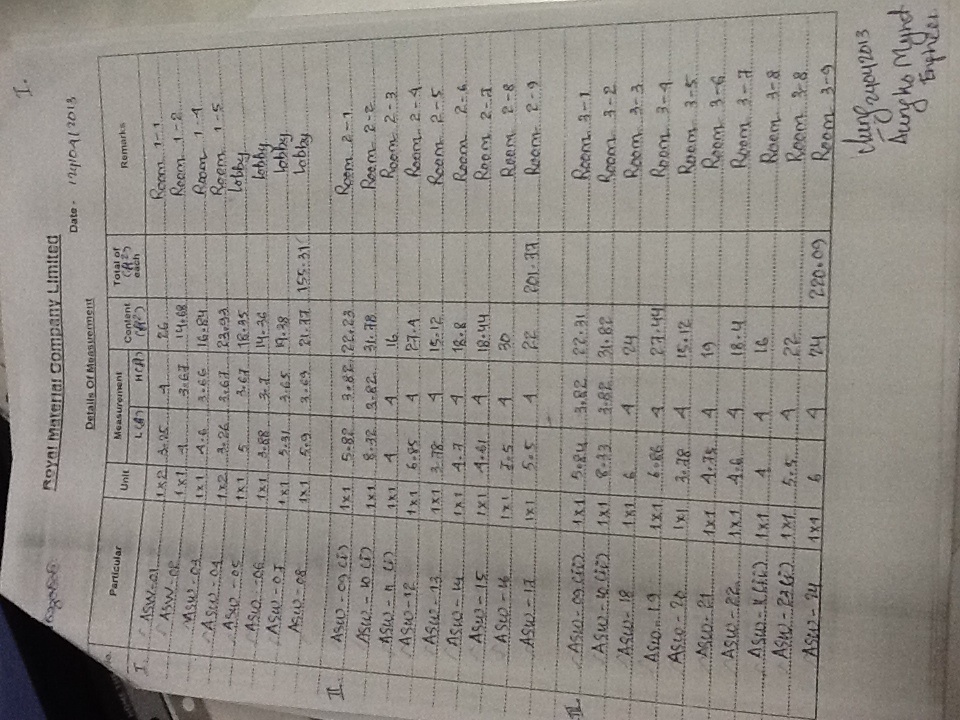 I.
Royal Material Company Limited
Date - 24/04/2013
Details Of Measurment
No. Particular Unit Measurement L(ft) H(ft) Content (ft2) Total of (ft2) each Remarks
I. ASW-01 1x2 3.25 4 26 Room 1-1
ASW-02 1x1 4 3.67 14.68 Room 1-2
ASW-03 1x1 4.6 3.66 16.84 Room 1-4
ASW-04 1x2 3.26 3.67 23.93 Room 1-5
ASW-05 1x1 5 3.67 18.35 Lobby
ASW-06 1x1 3.88 3.7 14.36 Lobby
ASW-07 1x1 5.31 3.65 19.38 Lobby
ASW-08 1x1 5.9 3.69 21.77 155.31 Lobby
II. ASW-09(i) 1x1 5.82 3.82 22.23 Room 2-1
ASW-10(i) 1x1 8.32 3.82 31.78 Room 2-2
ASW-11(i) 1x1 4 4 16 Room 2-3
ASW-12 1x1 6.85 4 27.4 Room 2-4
ASW-13 1x1 3.78 4 15.12 Room 2-5
ASW-14 1x1 4.7 4 18.8 Room 2-6
ASW-15 1x1 4.61 4 18.44 Room 2-7
ASW-16 1x1 7.5 4 30 Room 2-8
ASW-17 1x1 5.5 4 22 201.77 Room 2-9
III. ASW-09(ii) 1x1 5.84 3.82 22.31 Room 3-1
ASW-10(ii) 1x1 8.33 3.82 31.82 Room 3-2
ASW-18 1x1 6 4 24 Room 3-3
ASW-19 1x1 6.86 4 27.44 Room 3-4
ASW-20 1x1 3.78 4 15.12 Room 3-5
ASW-21 1x1 4.75 4 19 Room 3-6
ASW-22 1x1 4.6 4 18.4 Room 3-7
ASW-11(ii) 1x1 4 4 16 Room 3-8
ASW-23(i) 1x1 5.5 4 22 Room 3-8
ASW-24 1x1 6 4 24 220.09 Room 3-9
24042013
Aungko Mynt
Engineer